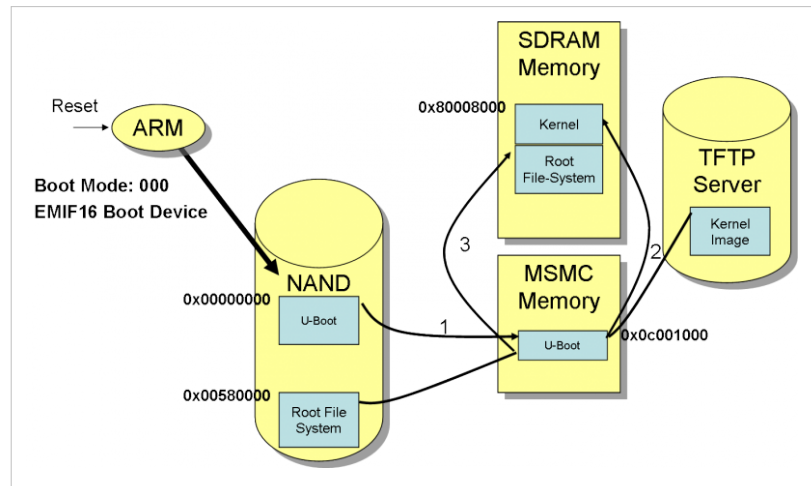 SDRAM
Memory
0x80008000
Kernel
Root
File-System
Reset
ARM
Boot Mode: 000
EMIF16 Boot Device
TFTP
Server
Kernel
Image
3
2
NAND
0x00000000
U-Boot
1
MSMC
Memory
U-Boot
0x0c001000
0x00580000
Root File
System